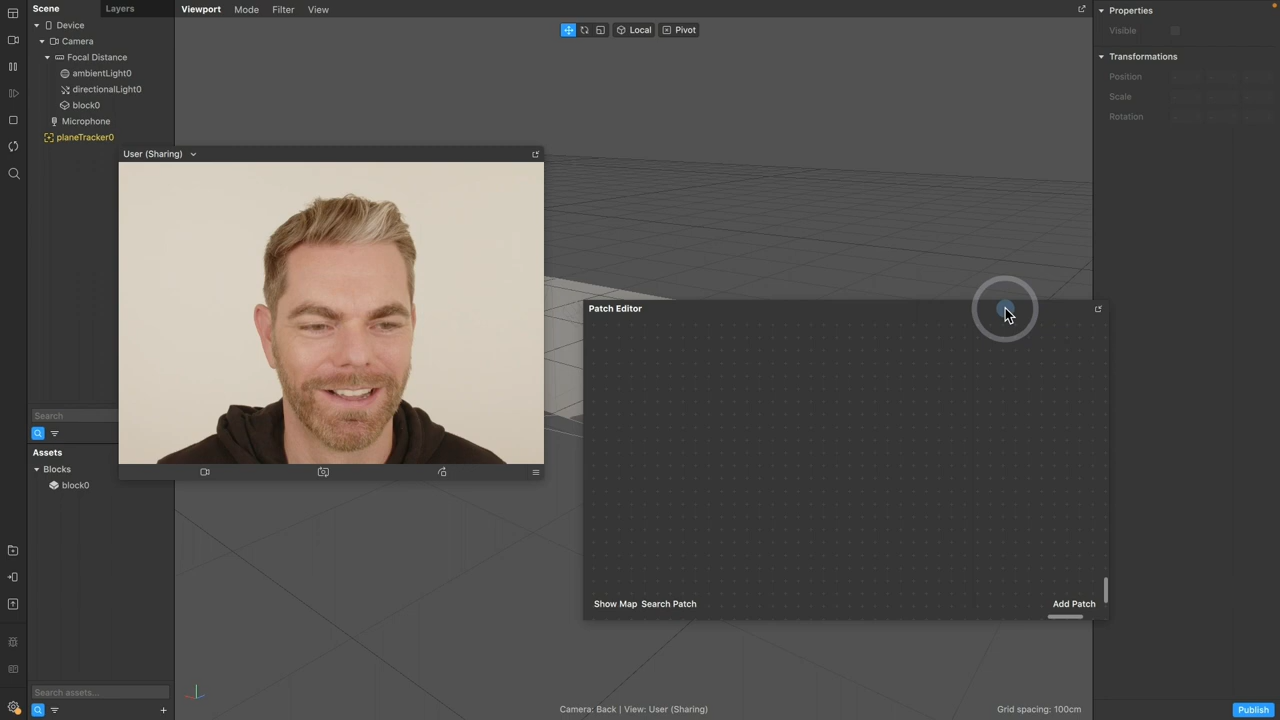 Scene
Layers
Device
Camera
Focal Distance
ambientLight0
directionalLight0
block0
Microphone
planeTracker0
Search
Assets
Blocks
block0
Search assets...
Viewport Mode Filter View
Local
Pivot
User (Sharing)
Patch Editor
Show Map Search Patch
Add Patch
Camera: Back | View: User (Sharing)
Grid spacing: 100cm
Properties
Visible
Transformations
Position
Scale
Rotation
Publish